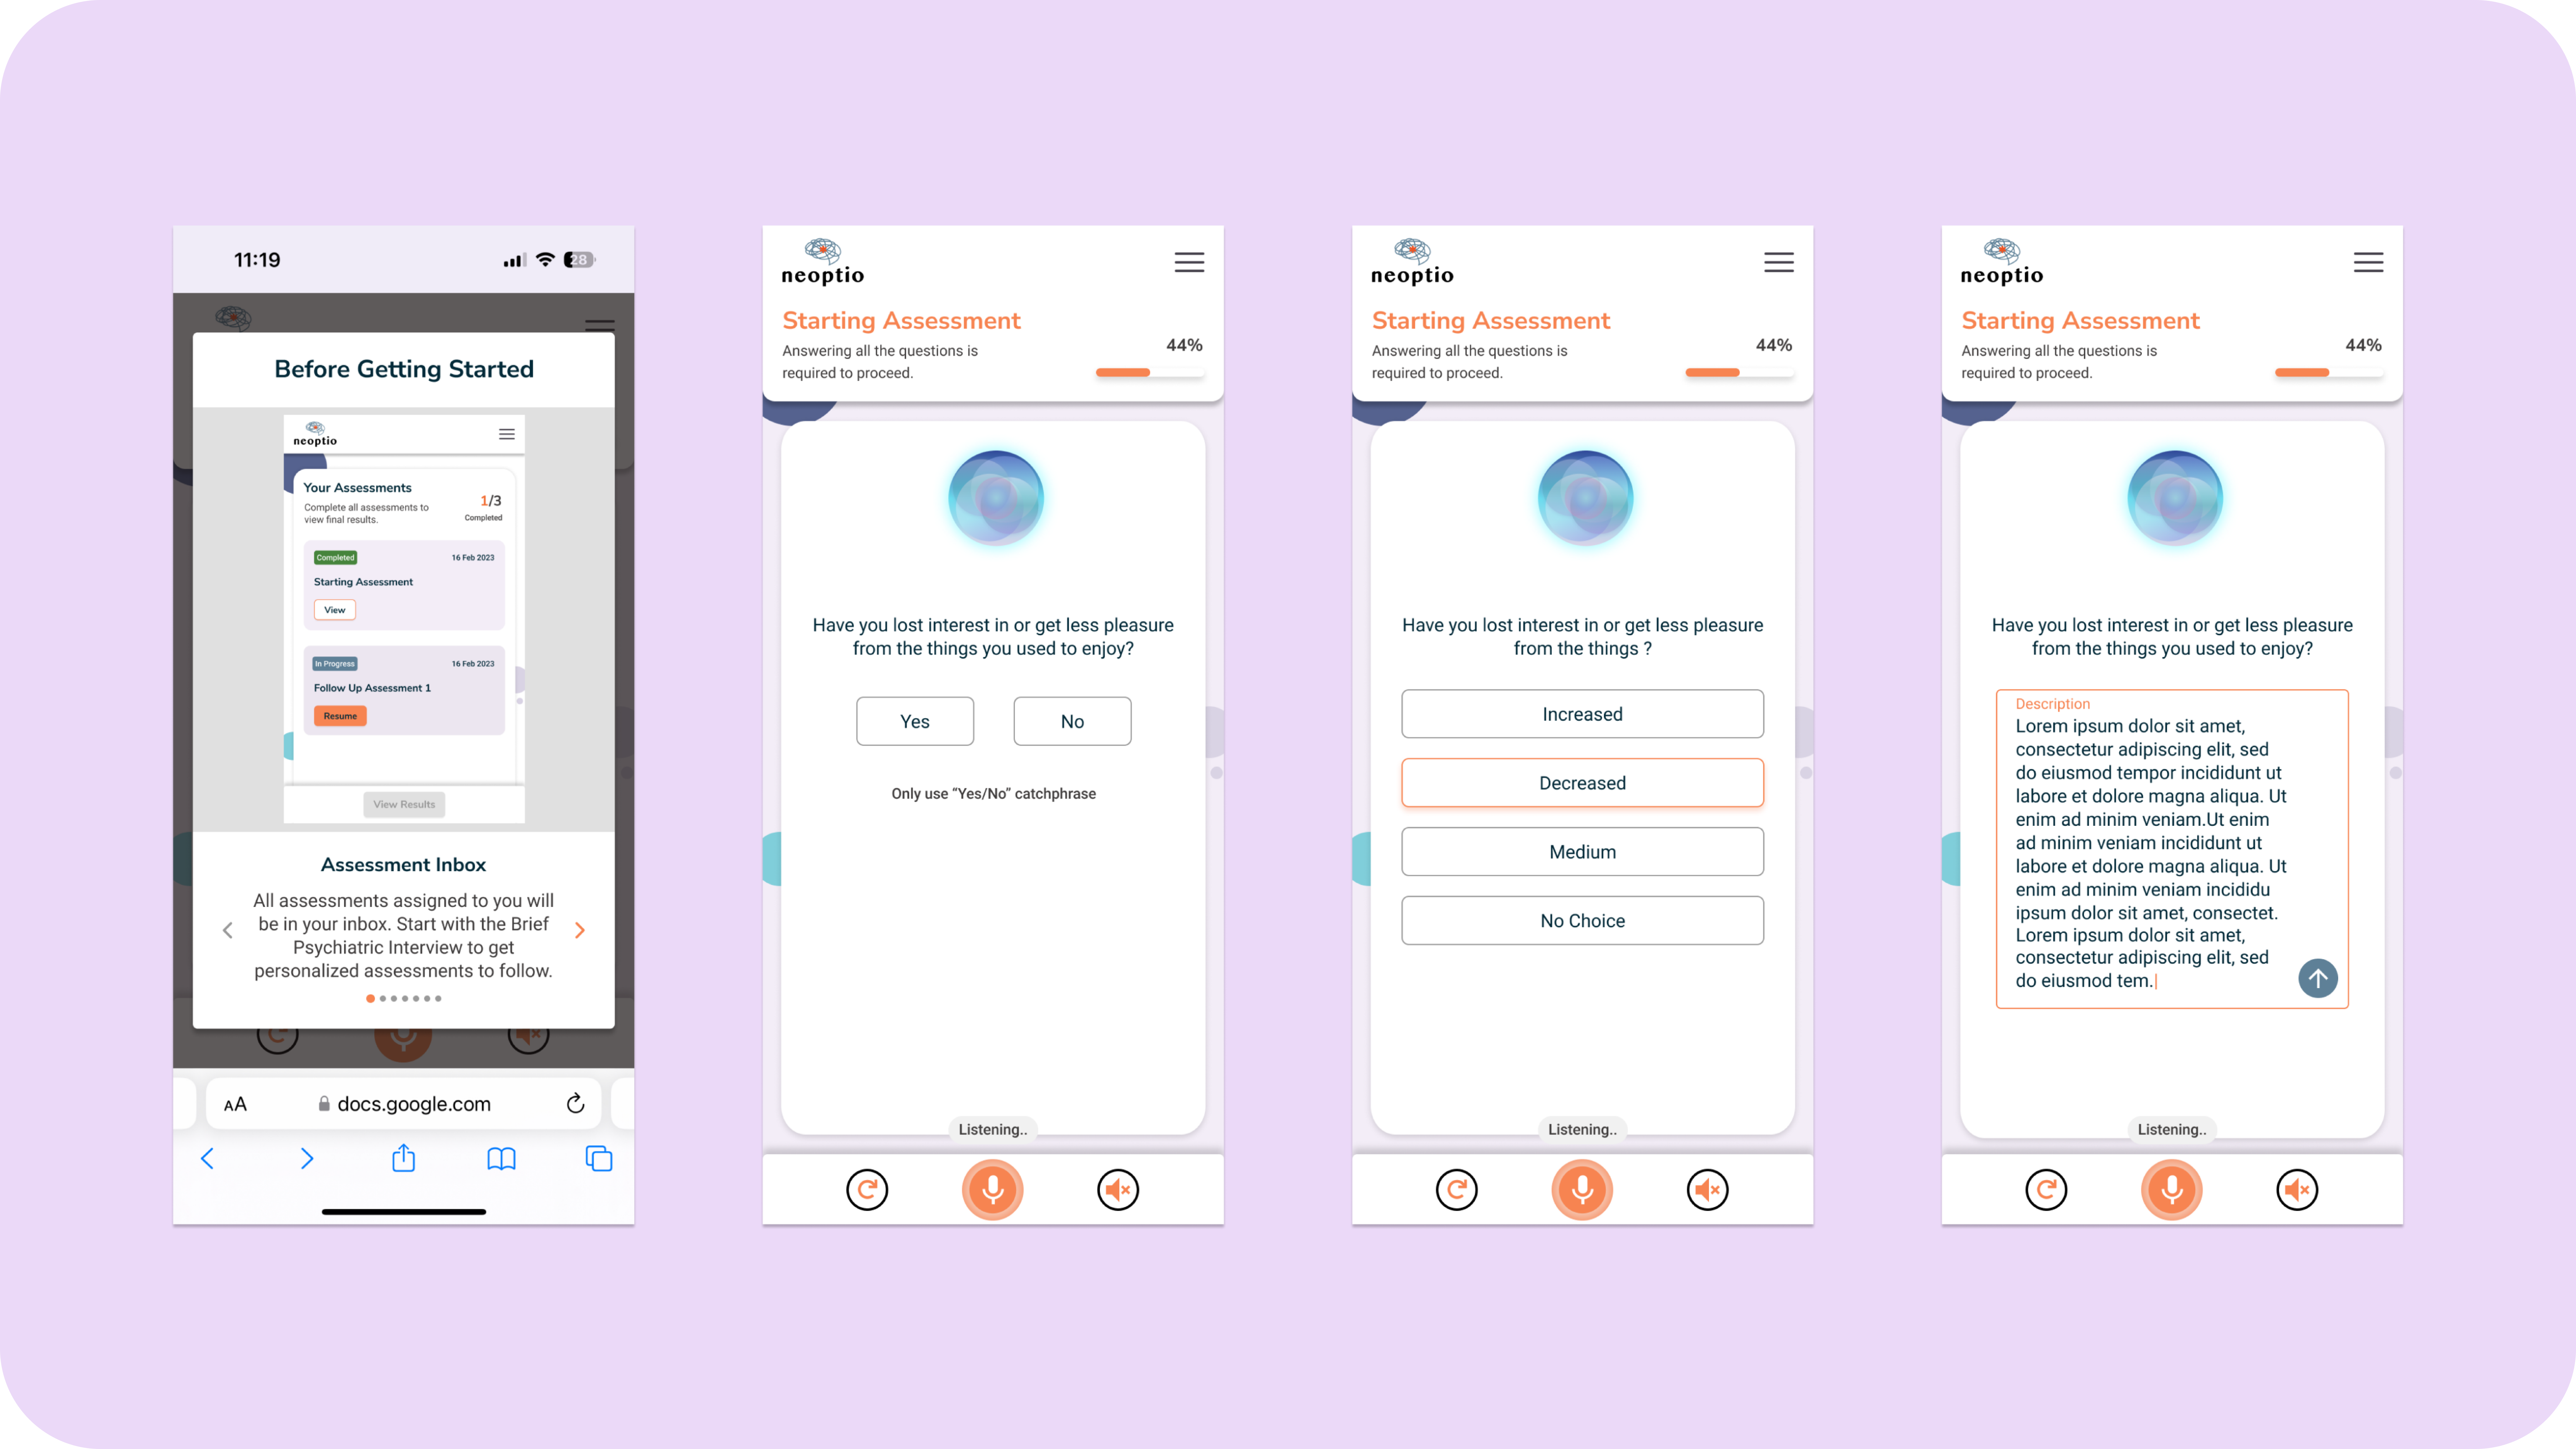 11:19
28
Before Getting Started
neoptio
Your Assessments
Complete all assessments to
view final results.
1/3
Completed
Completed
16 Feb 2023
Starting Assessment
View
In Progress
16 Feb 2023
Follow Up Assessment 1
Resume
View Results
Assessment Inbox
All assessments assigned to you will
be in your inbox. Start with the Brief
Psychiatric Interview to get
personalized assessments to follow.
AA
docs.google.com
neoptio
Starting Assessment
Answering all the questions is
required to proceed.
44%
Have you lost interest in or get less pleasure
from the things you used to enjoy?
Yes
No
Only use “Yes/No” catchphrase
Listening..
neoptio
Starting Assessment
Answering all the questions is
required to proceed.
44%
Have you lost interest in or get less pleasure
from the things ?
Increased
Decreased
Medium
No Choice
Listening..
neoptio
Starting Assessment
Answering all the questions is
required to proceed.
44%
Have you lost interest in or get less pleasure
from the things you used to enjoy?
Description
Lorem ipsum dolor sit amet,
consectetur adipiscing elit, sed
do eiusmod tempor incididunt ut
labore et dolore magna aliqua. Ut
enim ad minim veniam.Ut enim
ad minim veniam incididunt ut
labore et dolore magna aliqua. Ut
enim ad minim veniam incididu
ipsum dolor sit amet, consectet.
Lorem ipsum dolor sit amet,
consectetur adipiscing elit, sed
do eiusmod tem.
Listening..